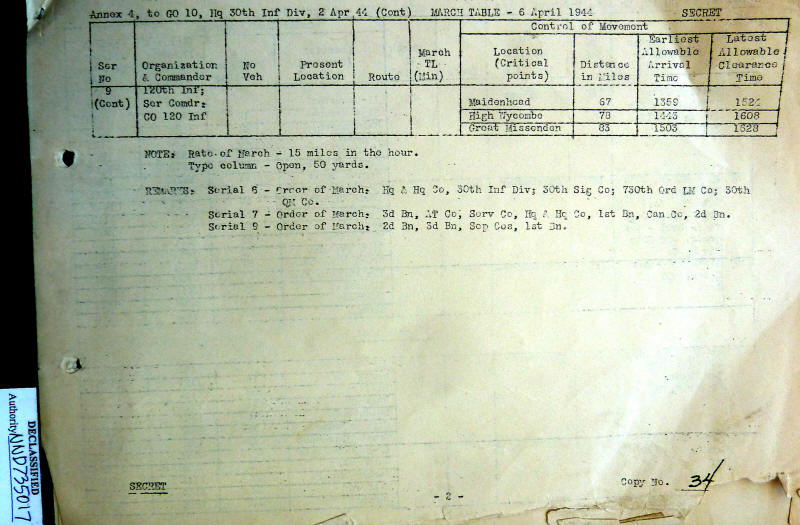 Annex 4, to GO 10, Hq 30th Inf Div, 2 Apr 44 (Cont) MARCH TABLE - 6 April 1944 SECRET
Control of Movement
Ser No Organization & Commander No Veh Present Location Route March TL (Min) Location (Critical points) Distance in Miles Earliest Allowable Arrival Time Latest Allowable Clearance Time
9 (Cont) 120th Inf; Ser Comdr: CO 120 Inf
Maidenhead 67 1359 1524
High Wycombe 78 1443 1608
Great Missenden 83 1503 1628
NOTE: Rate of March - 15 miles in the hour.
Type column - Open, 50 yards.
REMARKS: Serial 6 - Order of March: Hq & Hq Co, 30th Inf Div; 30th Sig Co; 730th Ord LM Co; 30th
QM Co.
Serial 7 - Order of March: 3d Bn, AT Co, Serv Co, Hq & Hq Co, 1st Bn, Can Co, 2d Bn.
Serial 9 - Order of March: 2d Bn, 3d Bn, Sep Cos, 1st Bn.
DECLASSIFIED
Authority NND735017
SECRET
Copy No. 34
- 2 -